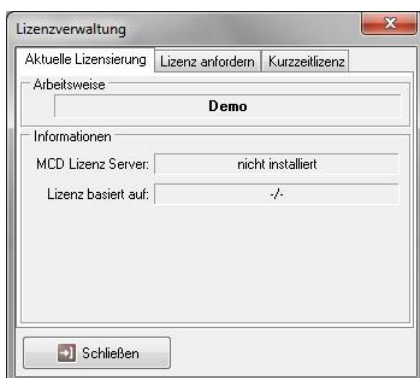 Lizenzverwaltung
Aktuelle Lizensierung Lizenz anfordern Kurzzeitlizenz
Arbeitsweise
Demo
Informationen
MCD Lizenz Server: nicht installiert
Lizenz basiert auf: -/-
Schließen